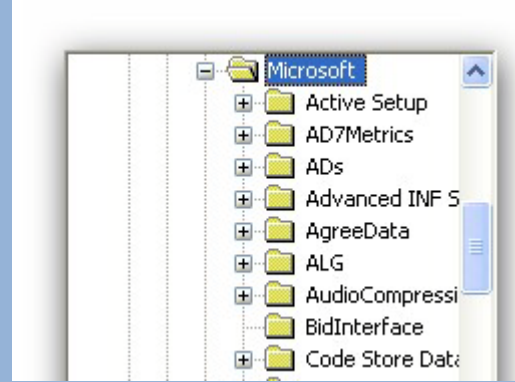 Microsoft
Active Setup
AD7Metrics
ADs
Advanced INF S
AgreeData
ALG
AudioCompressi
BidInterface
Code Store Data